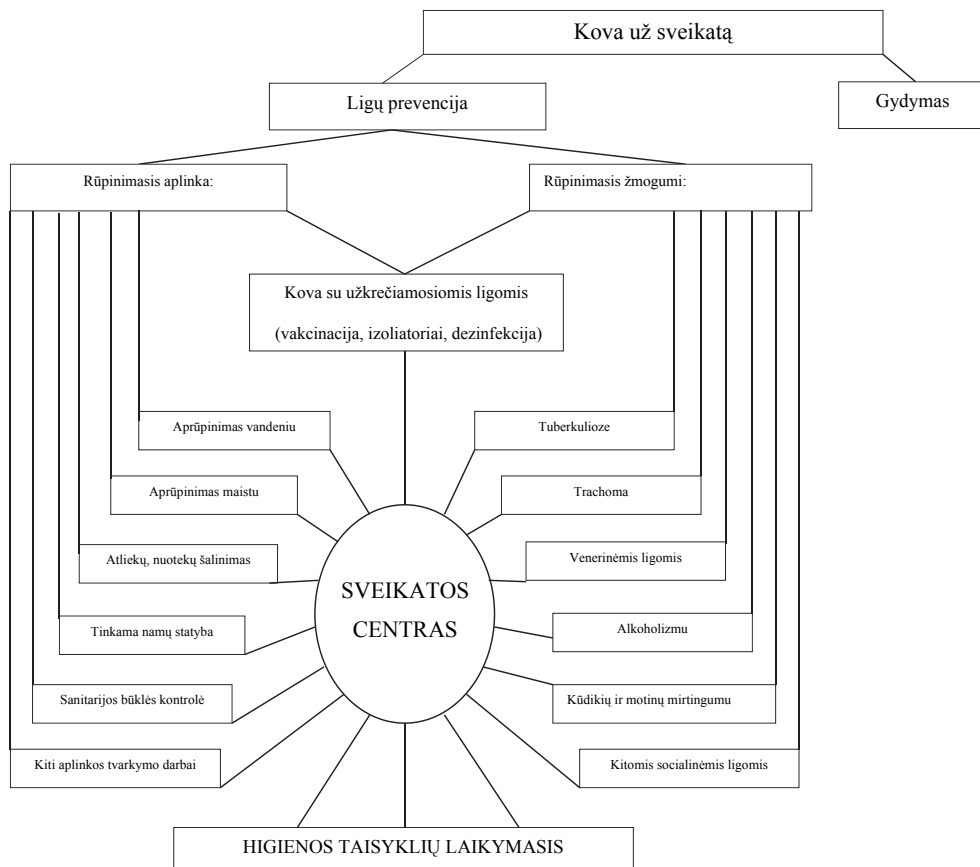 Kova už sveikatą
Ligų prevencija
Gydymas
Rūpinimasis aplinka:
Rūpinimasis žmogumi:
Kova su užkrečiamosiomis ligomis
(vakcinacija, izoliatoriai, dezinfekcija)
Aprūpinimas vandeniu
Tuberkulioze
Aprūpinimas maistu
Trachoma
Atliekų, nuotekų šalinimas
Venerinėmis ligomis
SVEIKATOS
CENTRAS
Tinkama namų statyba
Alkoholizmu
Sanitarijos būklės kontrolė
Kūdikių ir motinų mirtingumu
Kiti aplinkos tvarkymo darbai
Kitomis socialinėmis ligomis
HIGIENOS TAISYKLIŲ LAIKYMASIS